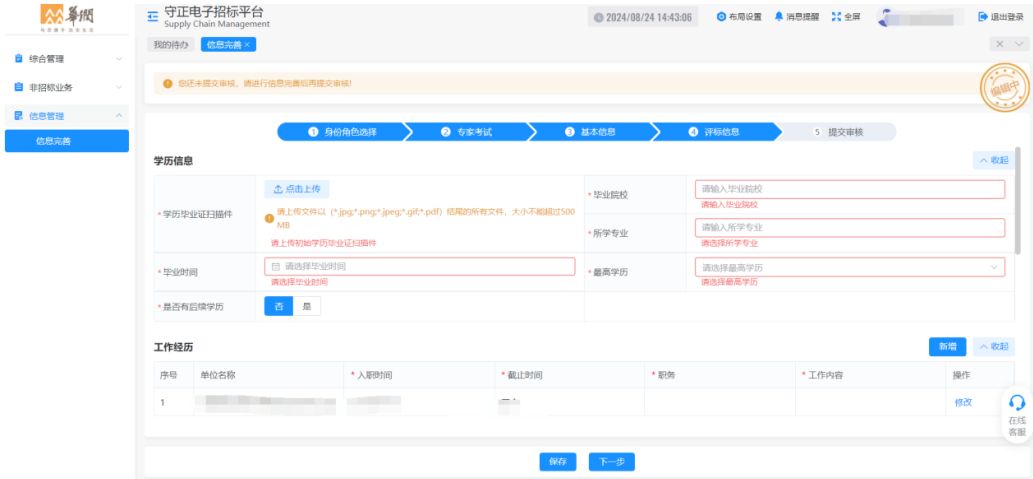 華潤
守正电子招标平台
Supply Chain Management
2024/08/24 14:43:06
布局设置
消息提醒
全屏
退出登录
综合管理
非招标业务
信息管理
信息完善
我的待办
信息完善 ×
您还未提交审核，请进行信息完善后再提交审核！
编辑中
1 身份角色选择
2 专家考试
3 基本信息
4 评标信息
5 提交审核
学历信息
收起
* 学历毕业证扫描件
点击上传
请上传文件以 (*.jpg;*.png;*.jpeg;*.gif;*.pdf) 结尾的所有文件，大小不能超过500
MB
请上传初始学历毕业证扫描件
* 毕业院校
请输入毕业院校
请输入毕业院校
* 所学专业
请输入所学专业
请选择所学专业
* 毕业时间
请选择毕业时间
请选择毕业时间
* 最高学历
请选择最高学历
请选择最高学历
* 是否有后续学历
否
是
工作经历
新增
收起
序号
单位名称
* 入职时间
* 截止时间
* 职务
* 工作内容
操作
1
修改
在线
客服
保存
下一步